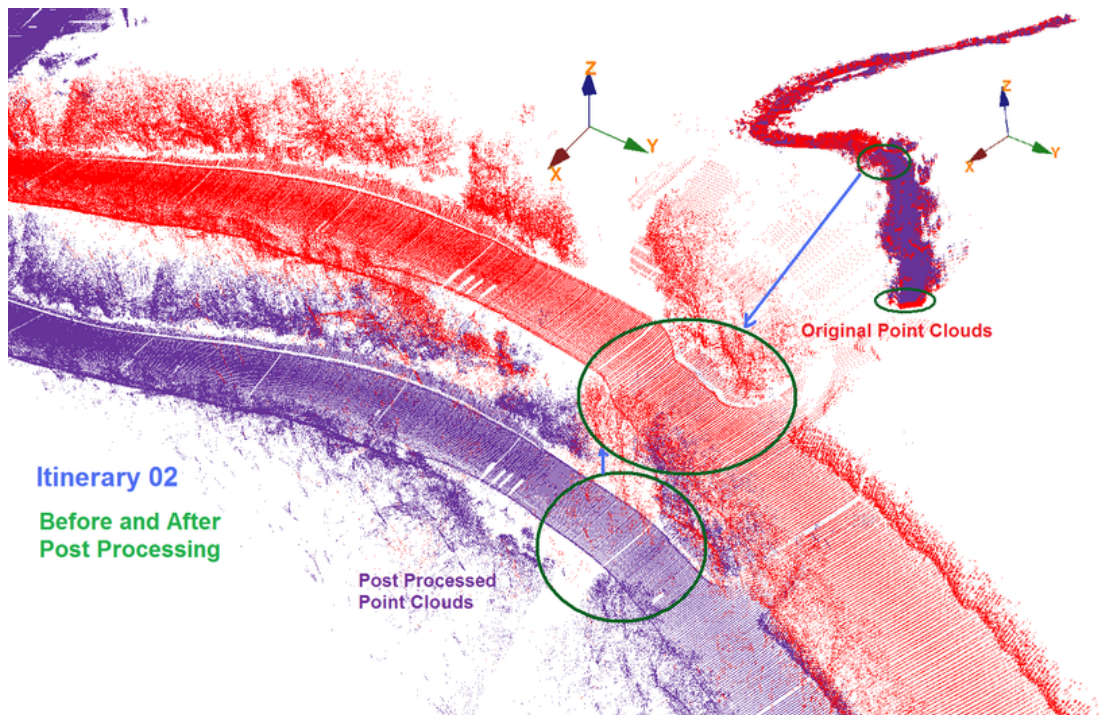 Z
Y
X
Z
Y
X
Original Point Clouds
Itinerary 02
Before and After
Post Processing
Post Processed
Point Clouds